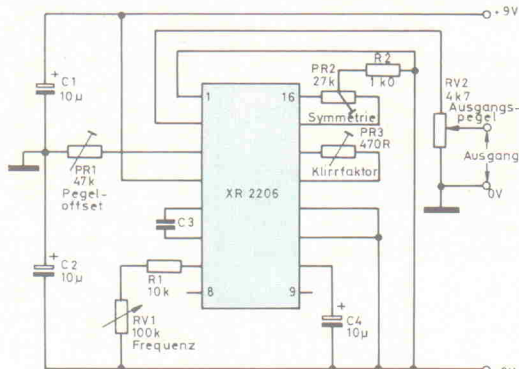 +9V
C1
10µ
1
16
PR2
27k
R2
1k0
Symmetrie
RV2
4k7
Ausgangs-
pegel
Ausgang
0V
PR1
47k
Pegel-
offset
PR3
470R
Klirrfaktor
XR 2206
C3
C2
10µ
R1
10k
8
9
RV1
100k
Frequenz
C4
10µ